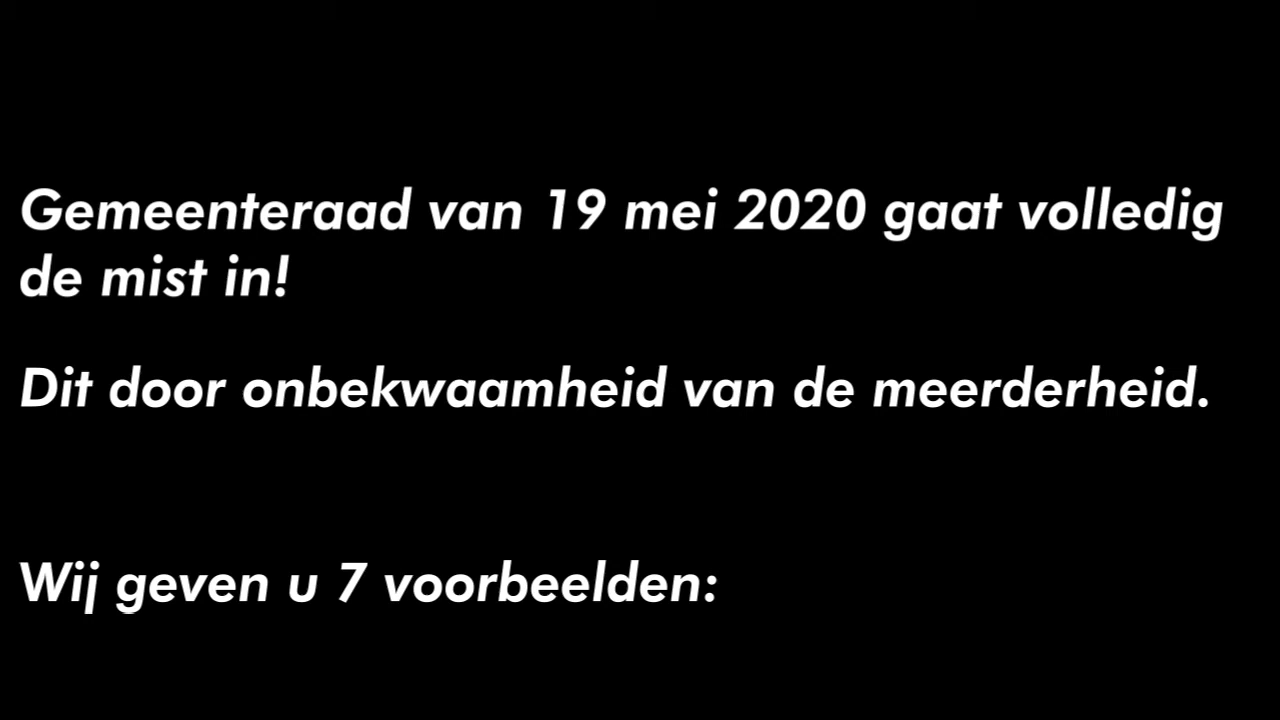 Gemeenteraad van 19 mei 2020 gaat volledig
de mist in!
Dit door onbekwaamheid van de meerderheid.
Wij geven u 7 voorbeelden: